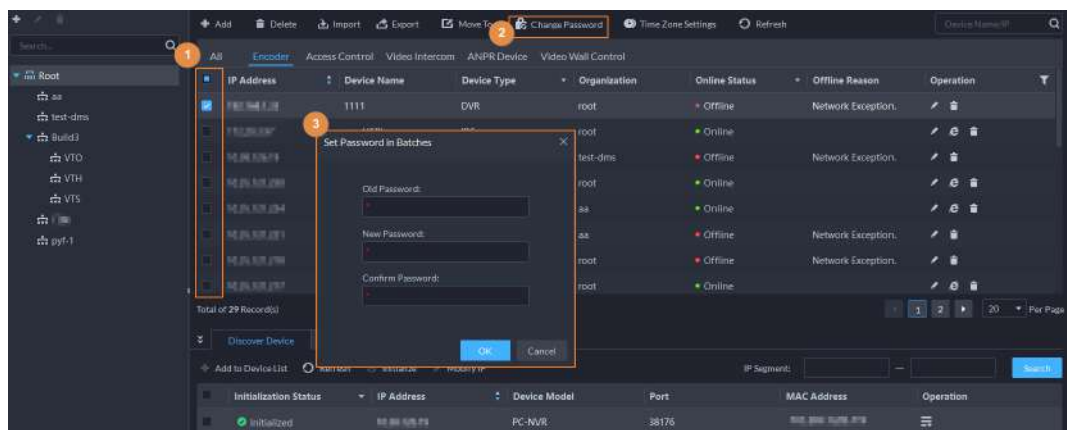 Add Delete Import Export Move To Change Password Time Zone Settings Refresh Device Name/IP
2
Search...
1
All Encoder Access Control Video Intercom ANPR Device Video Wall Control
IP Address Device Name Device Type Organization Online Status Offline Reason Operation
Root
1111 DVR root Offline Network Exception.
aa
test-dms
3
root Online
Build3
Set Password in Batches
VTO
test-dms Offline Network Exception.
VTH
Old Password:
*
root Online
VTS
aa Online
New Password:
*
aa Offline Network Exception.
pyf-1
root Offline Network Exception.
Confirm Password:
*
root Online
Total of 29 Record(s)
1 2 20 Per Page
Discover Device
OK Cancel
Add to Device List Refresh Initialize Modify IP IP Segment: — Search
Initialization Status IP Address Device Model Port MAC Address Operation
Initialized PC-NVR 38176